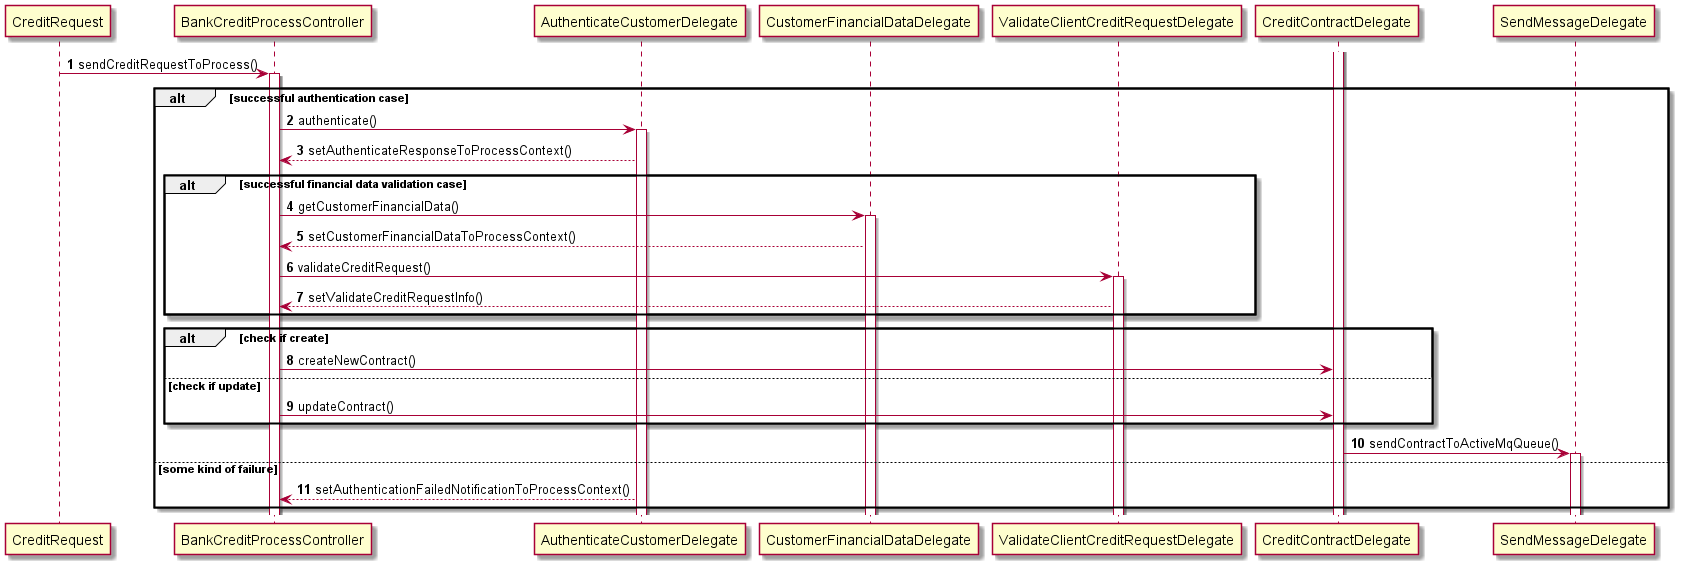 CreditRequest BankCreditProcessController AuthenticateCustomerDelegate CustomerFinancialDataDelegate ValidateClientCreditRequestDelegate CreditContractDelegate SendMessageDelegate
1 sendCreditRequestToProcess()
alt [successful authentication case]
2 authenticate()
3 setAuthenticateResponseToProcessContext()
alt [successful financial data validation case]
4 getCustomerFinancialData()
5 setCustomerFinancialDataToProcessContext()
6 validateCreditRequest()
7 setValidateCreditRequestInfo()
alt [check if create]
8 createNewContract()
[check if update]
9 updateContract()
10 sendContractToActiveMqQueue()
[some kind of failure]
11 setAuthenticationFailedNotificationToProcessContext()
CreditRequest BankCreditProcessController AuthenticateCustomerDelegate CustomerFinancialDataDelegate ValidateClientCreditRequestDelegate CreditContractDelegate SendMessageDelegate